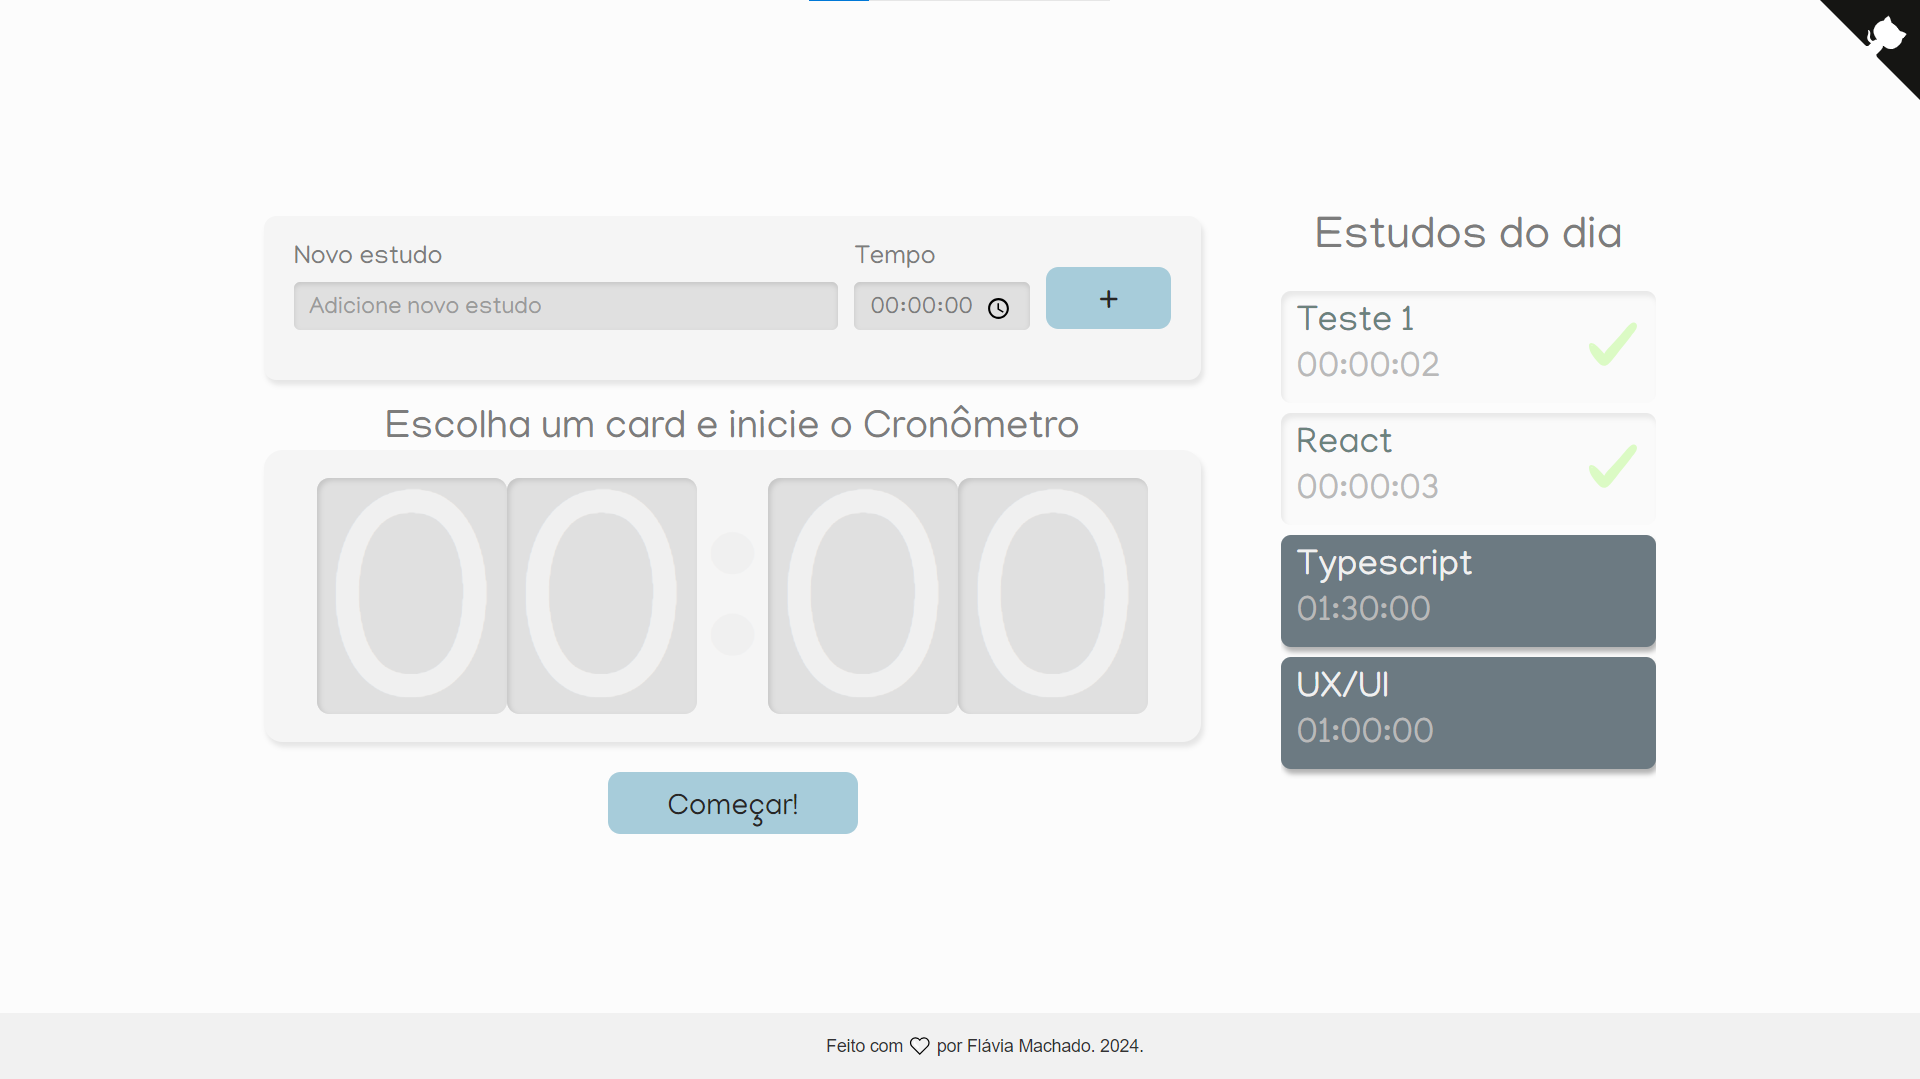 Novo estudo
Tempo
Adicione novo estudo
00:00:00
+
Escolha um card e inicie o Cronômetro
00:00
Começar!
Estudos do dia
Teste 1
00:00:02
React
00:00:03
Typescript
01:30:00
UX/UI
01:00:00
Feito com ♡ por Flávia Machado. 2024.